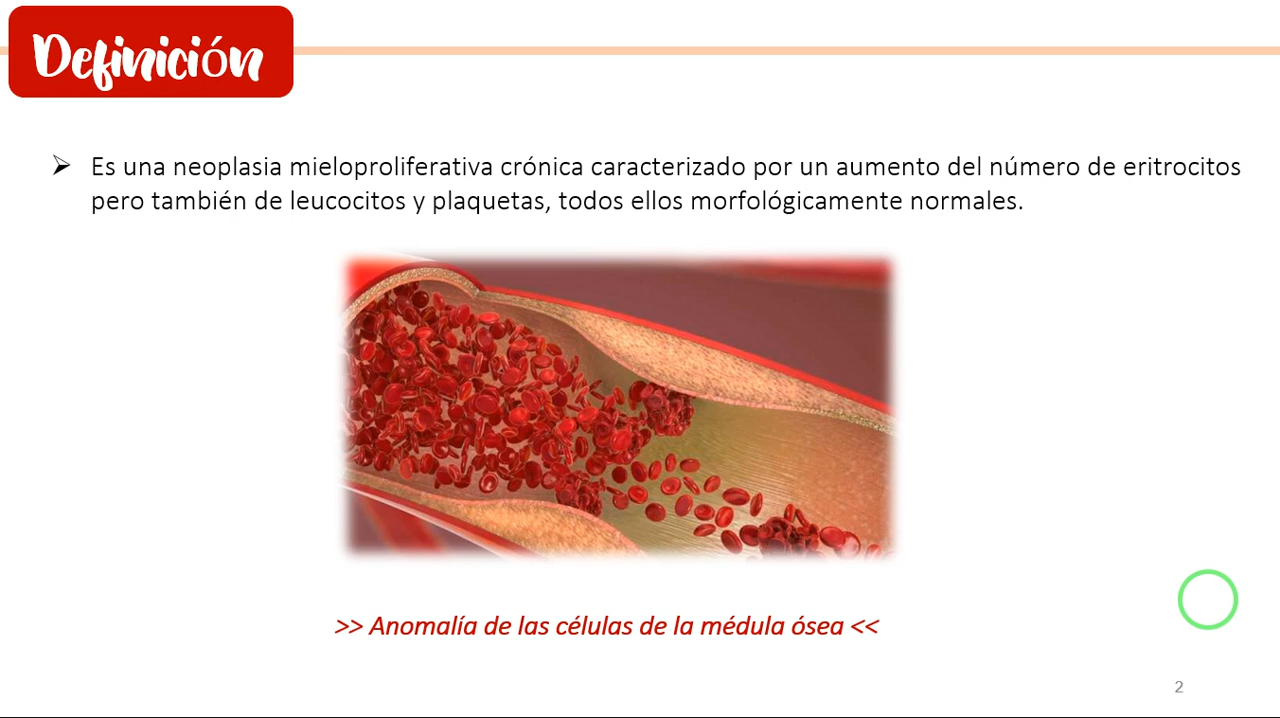 Definición
Es una neoplasia mieloproliferativa crónica caracterizado por un aumento del número de eritrocitos
pero también de leucocitos y plaquetas, todos ellos morfológicamente normales.
>> Anomalía de las células de la médula ósea <<
2